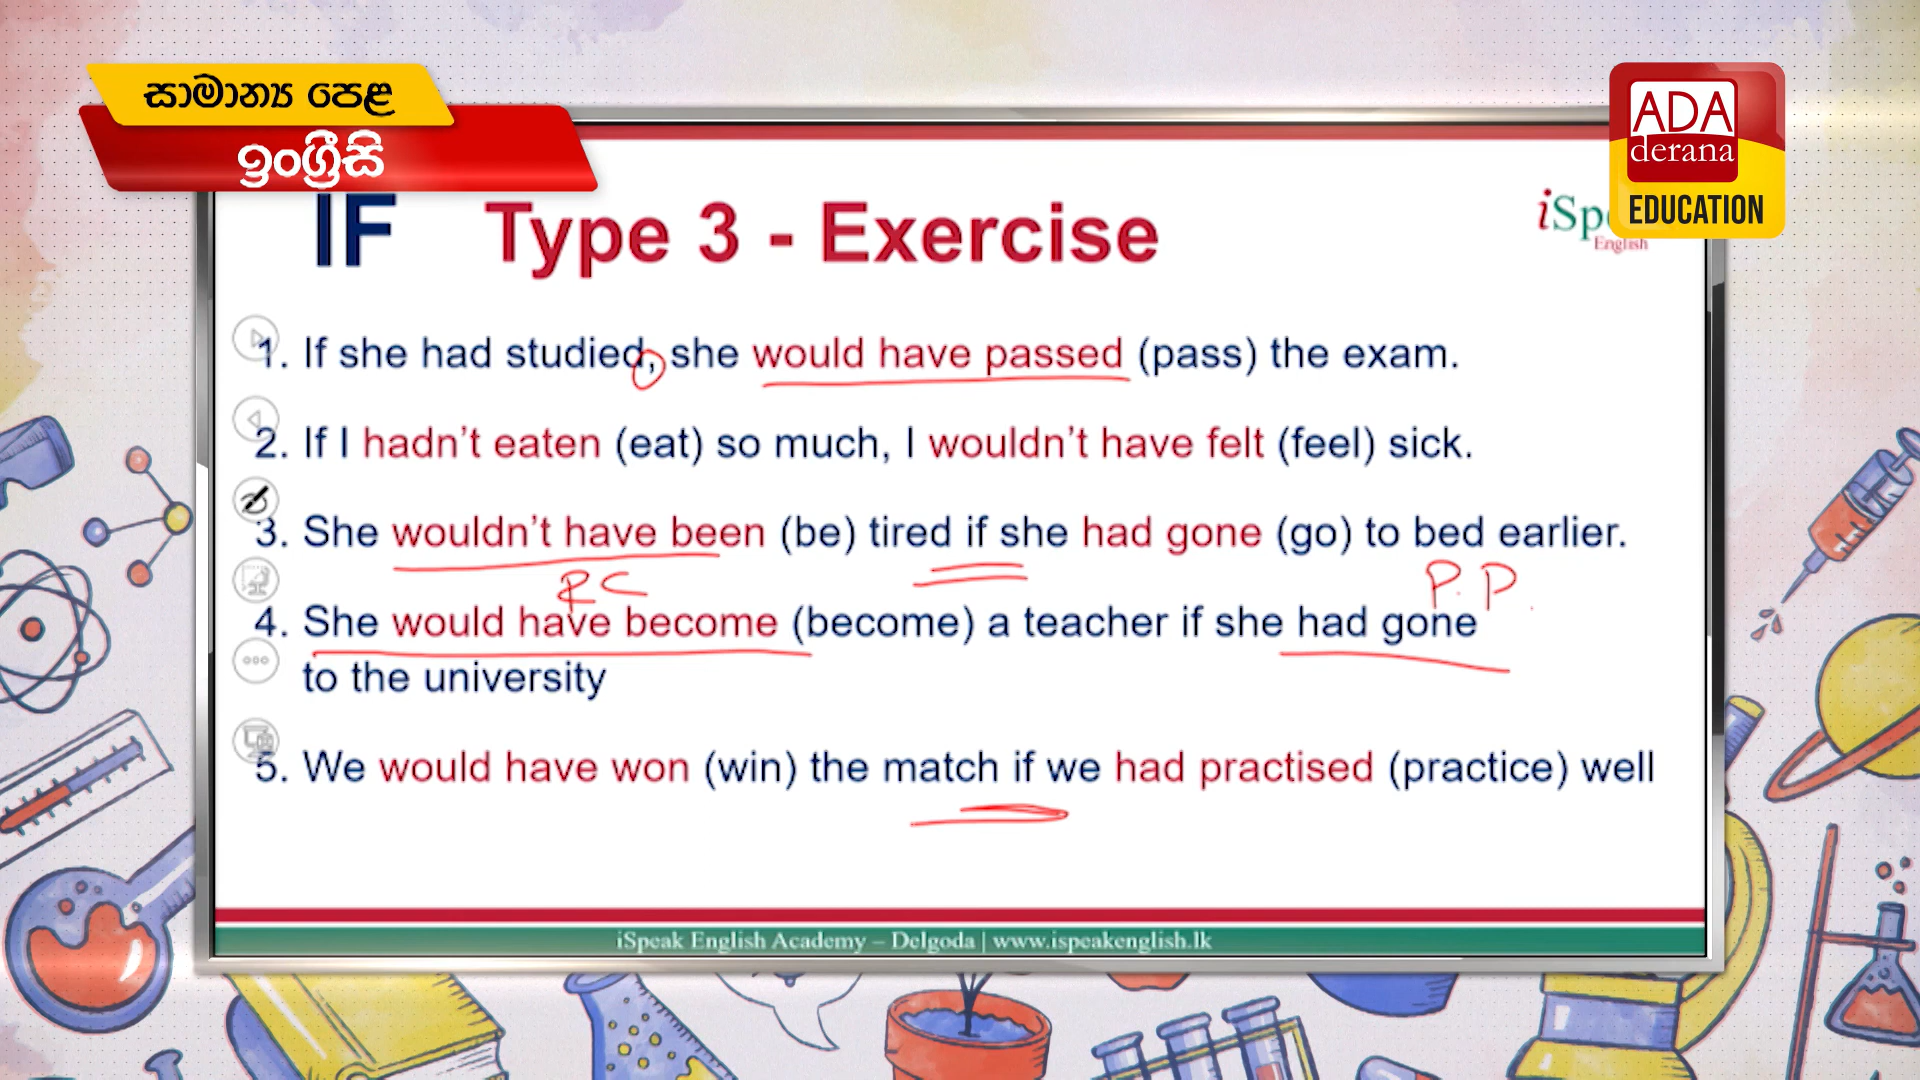 සාමාන්‍ය පෙළ
ඉංග්‍රීසි
ADA
derana
EDUCATION
IF Type 3 - Exercise
English
1. If she had studied, she would have passed (pass) the exam.
2. If I hadn't eaten (eat) so much, I wouldn't have felt (feel) sick.
3. She wouldn't have been (be) tired if she had gone (go) to bed earlier.
P.P.
4. She would have become (become) a teacher if she had gone
to the university
5. We would have won (win) the match if we had practised (practice) well
iSpeak English Academy – Delgoda | www.ispeakenglish.lk